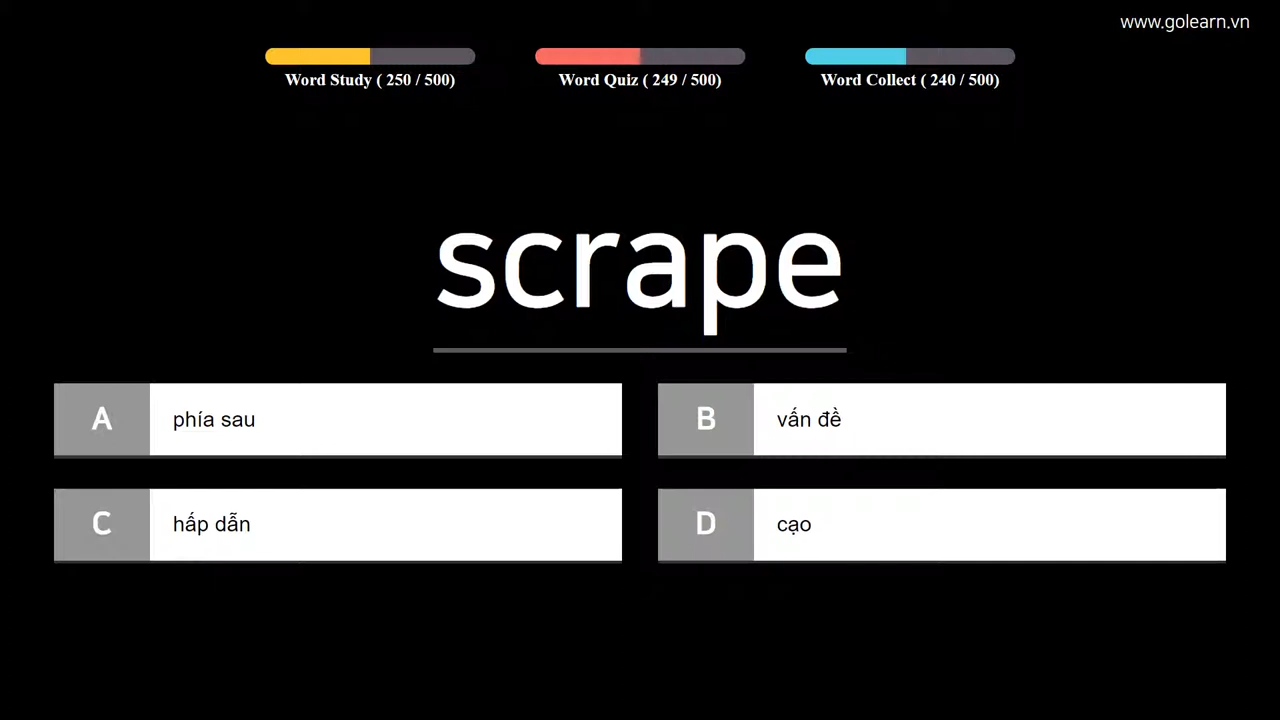 www.golearn.vn
Word Study ( 250 / 500)
Word Quiz ( 249 / 500)
Word Collect ( 240 / 500)
scrape
A phía sau
B vấn đề
C hấp dẫn
D cạo